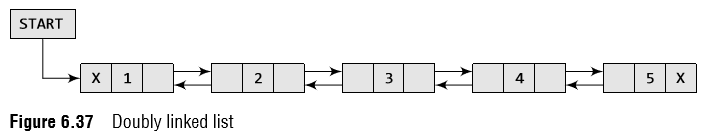 START
X 1 2 3 4 5 X
Figure 6.37 Doubly linked list